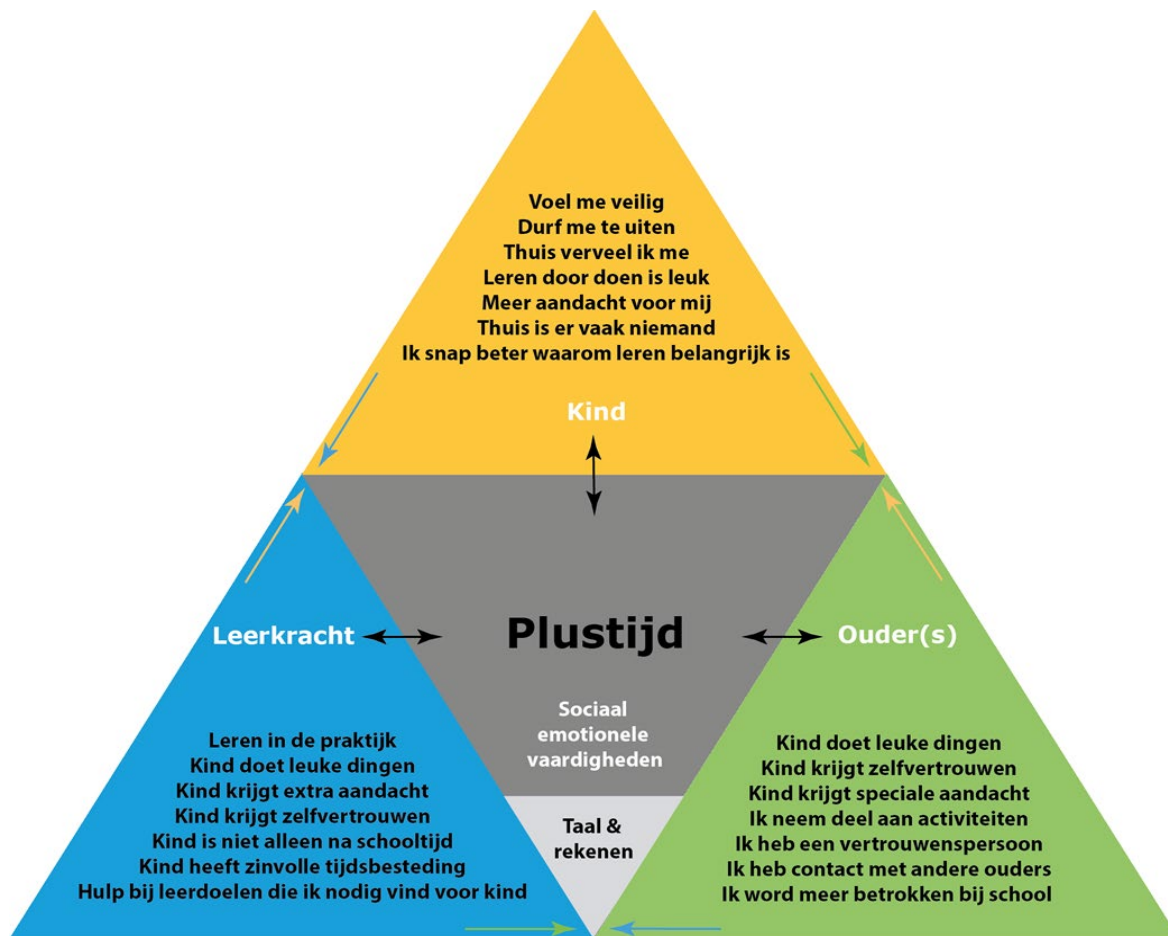 Voel me veilig
Durf me te uiten
Thuis verveel ik me
Leren door doen is leuk
Meer aandacht voor mij
Thuis is er vaak niemand
Ik snap beter waarom leren belangrijk is
Kind
Leerkracht
Plustijd
Ouder(s)
Leren in de praktijk
Kind doet leuke dingen
Kind krijgt extra aandacht
Kind krijgt zelfvertrouwen
Kind is niet alleen na schooltijd
Kind heeft zinvolle tijdsbesteding
Hulp bij leerdoelen die ik nodig vind voor kind
Sociaal
emotionele
vaardigheden
Taal &
rekenen
Kind doet leuke dingen
Kind krijgt zelfvertrouwen
Kind krijgt speciale aandacht
Ik neem deel aan activiteiten
Ik heb een vertrouwenspersoon
Ik heb contact met andere ouders
Ik word meer betrokken bij school